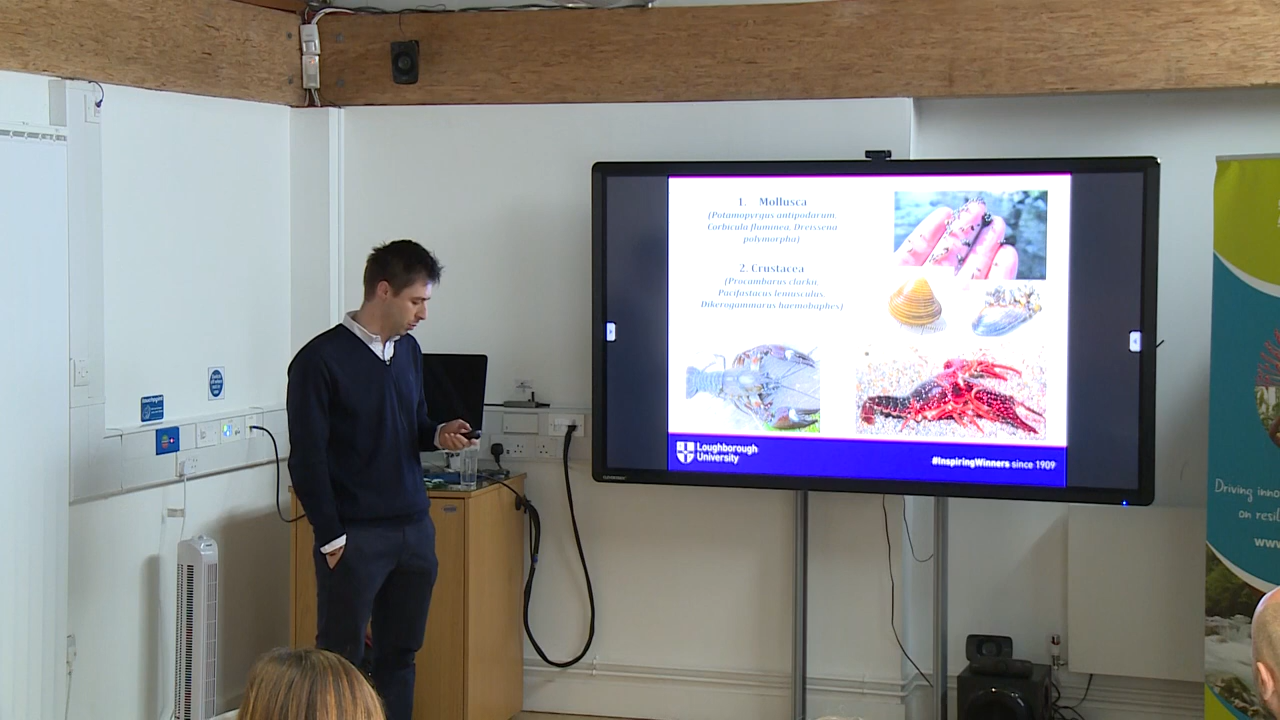 1. Mollusca
(Potamopyrgus antipodarum,
Corbicula fluminea, Dreissena
polymorpha)
2. Crustacea
(Procambarus clarkii,
Pacifastacus leniusculus,
Dikerogammarus haemobaphes)
Loughborough
University
#InspiringWinners since 1909
Driving inno
on resil
www.